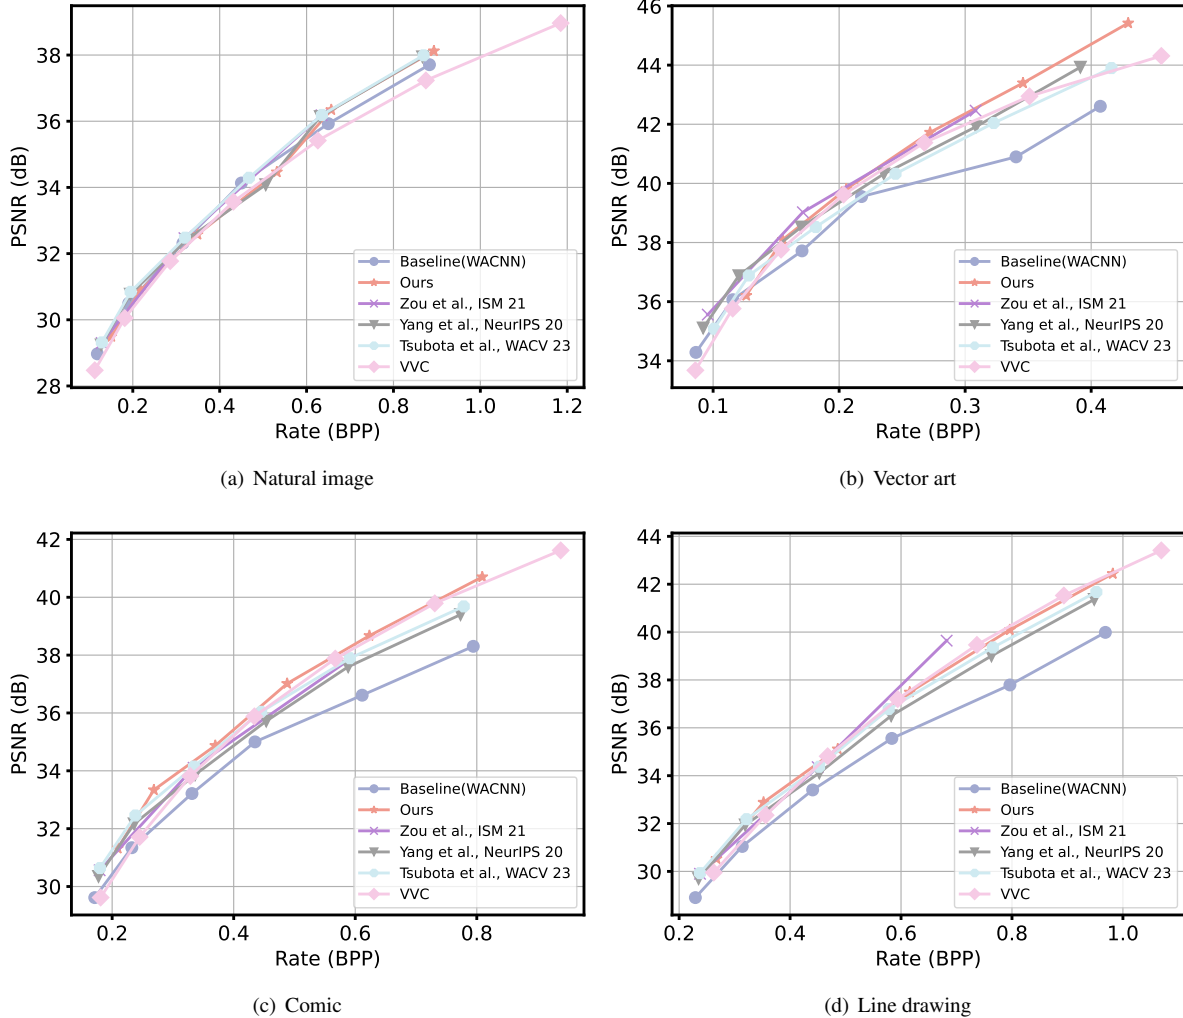 38
36
34
32
30
28
PSNR (dB)
0.2 0.4 0.6 0.8 1.0 1.2
Rate (BPP)
Baseline(WACNN)
Ours
Zou et al., ISM 21
Yang et al., NeurIPS 20
Tsubota et al., WACV 23
VVC
(a) Natural image
46
44
42
40
38
36
34
PSNR (dB)
0.1 0.2 0.3 0.4
Rate (BPP)
Baseline(WACNN)
Ours
Zou et al., ISM 21
Yang et al., NeurIPS 20
Tsubota et al., WACV 23
VVC
(b) Vector art
42
40
38
36
34
32
30
PSNR (dB)
0.2 0.4 0.6 0.8
Rate (BPP)
Baseline(WACNN)
Ours
Zou et al., ISM 21
Yang et al., NeurIPS 20
Tsubota et al., WACV 23
VVC
(c) Comic
44
42
40
38
36
34
32
30
PSNR (dB)
0.2 0.4 0.6 0.8 1.0
Rate (BPP)
Baseline(WACNN)
Ours
Zou et al., ISM 21
Yang et al., NeurIPS 20
Tsubota et al., WACV 23
VVC
(d) Line drawing